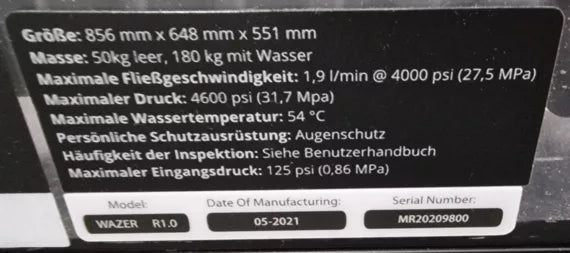 Größe: 856 mm x 648 mm x 551 mm
Masse: 50kg leer, 180 kg mit Wasser
Maximale Fließgeschwindigkeit: 1,9 l/min @ 4000 psi (27,5 MPa)
Maximaler Druck: 4600 psi (31,7 Mpa)
Maximale Wassertemperatur: 54 °C
Persönliche Schutzausrüstung: Augenschutz
Häufigkeit der Inspektion: Siehe Benutzerhandbuch
Maximaler Eingangsdruck: 125 psi (0,86 MPa)
Model: Date Of Manufacturing: Serial Number:
WAZER R1.0 05-2021 MR20209800